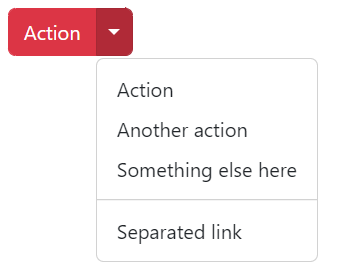 Action
Action
Another action
Something else here
Separated link